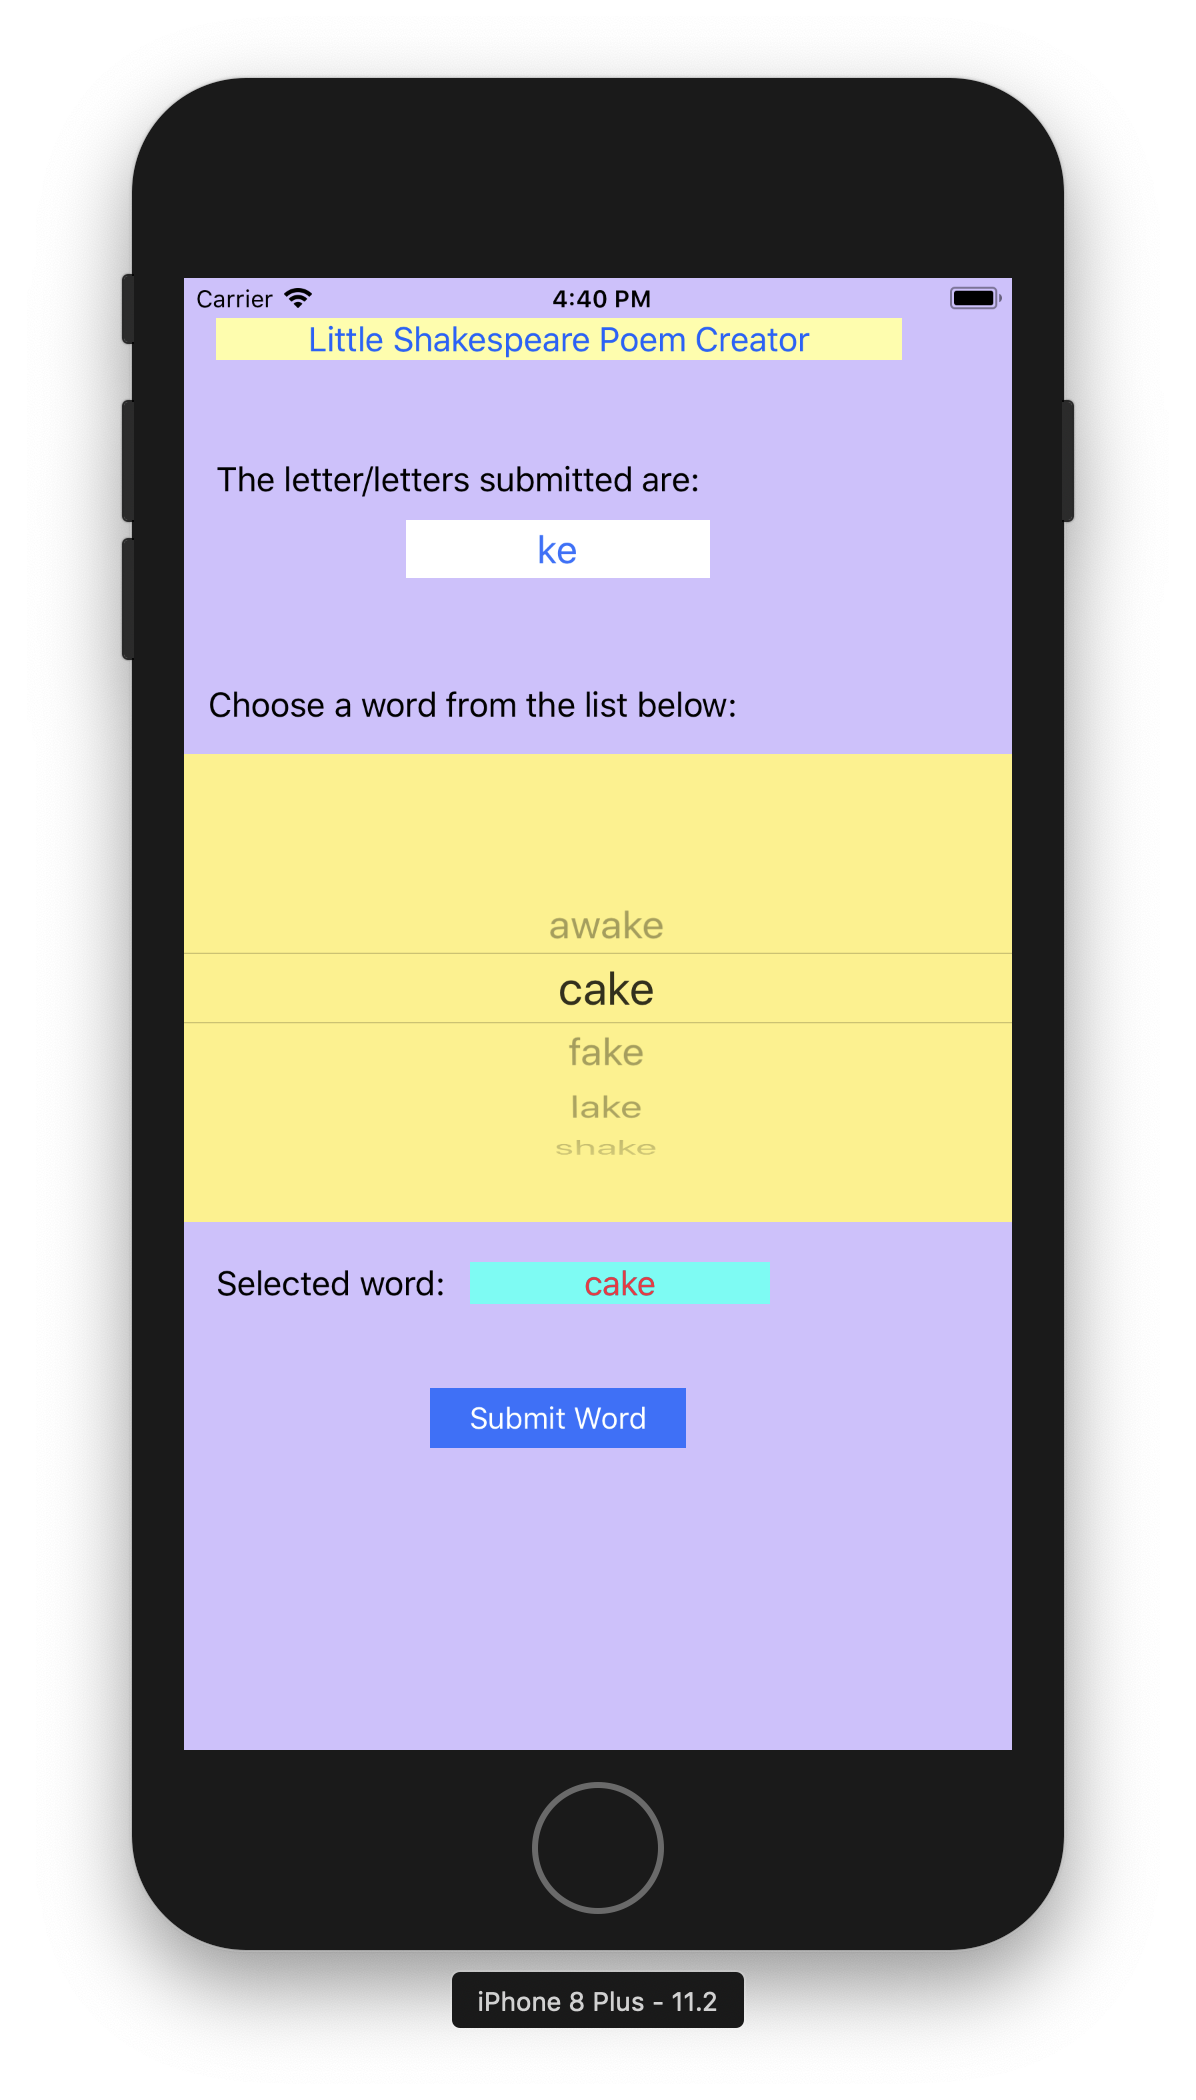 Carrier 4:40 PM
Little Shakespeare Poem Creator
The letter/letters submitted are:
ke
Choose a word from the list below:
awake
cake
fake
lake
shake
Selected word: cake
Submit Word
iPhone 8 Plus - 11.2